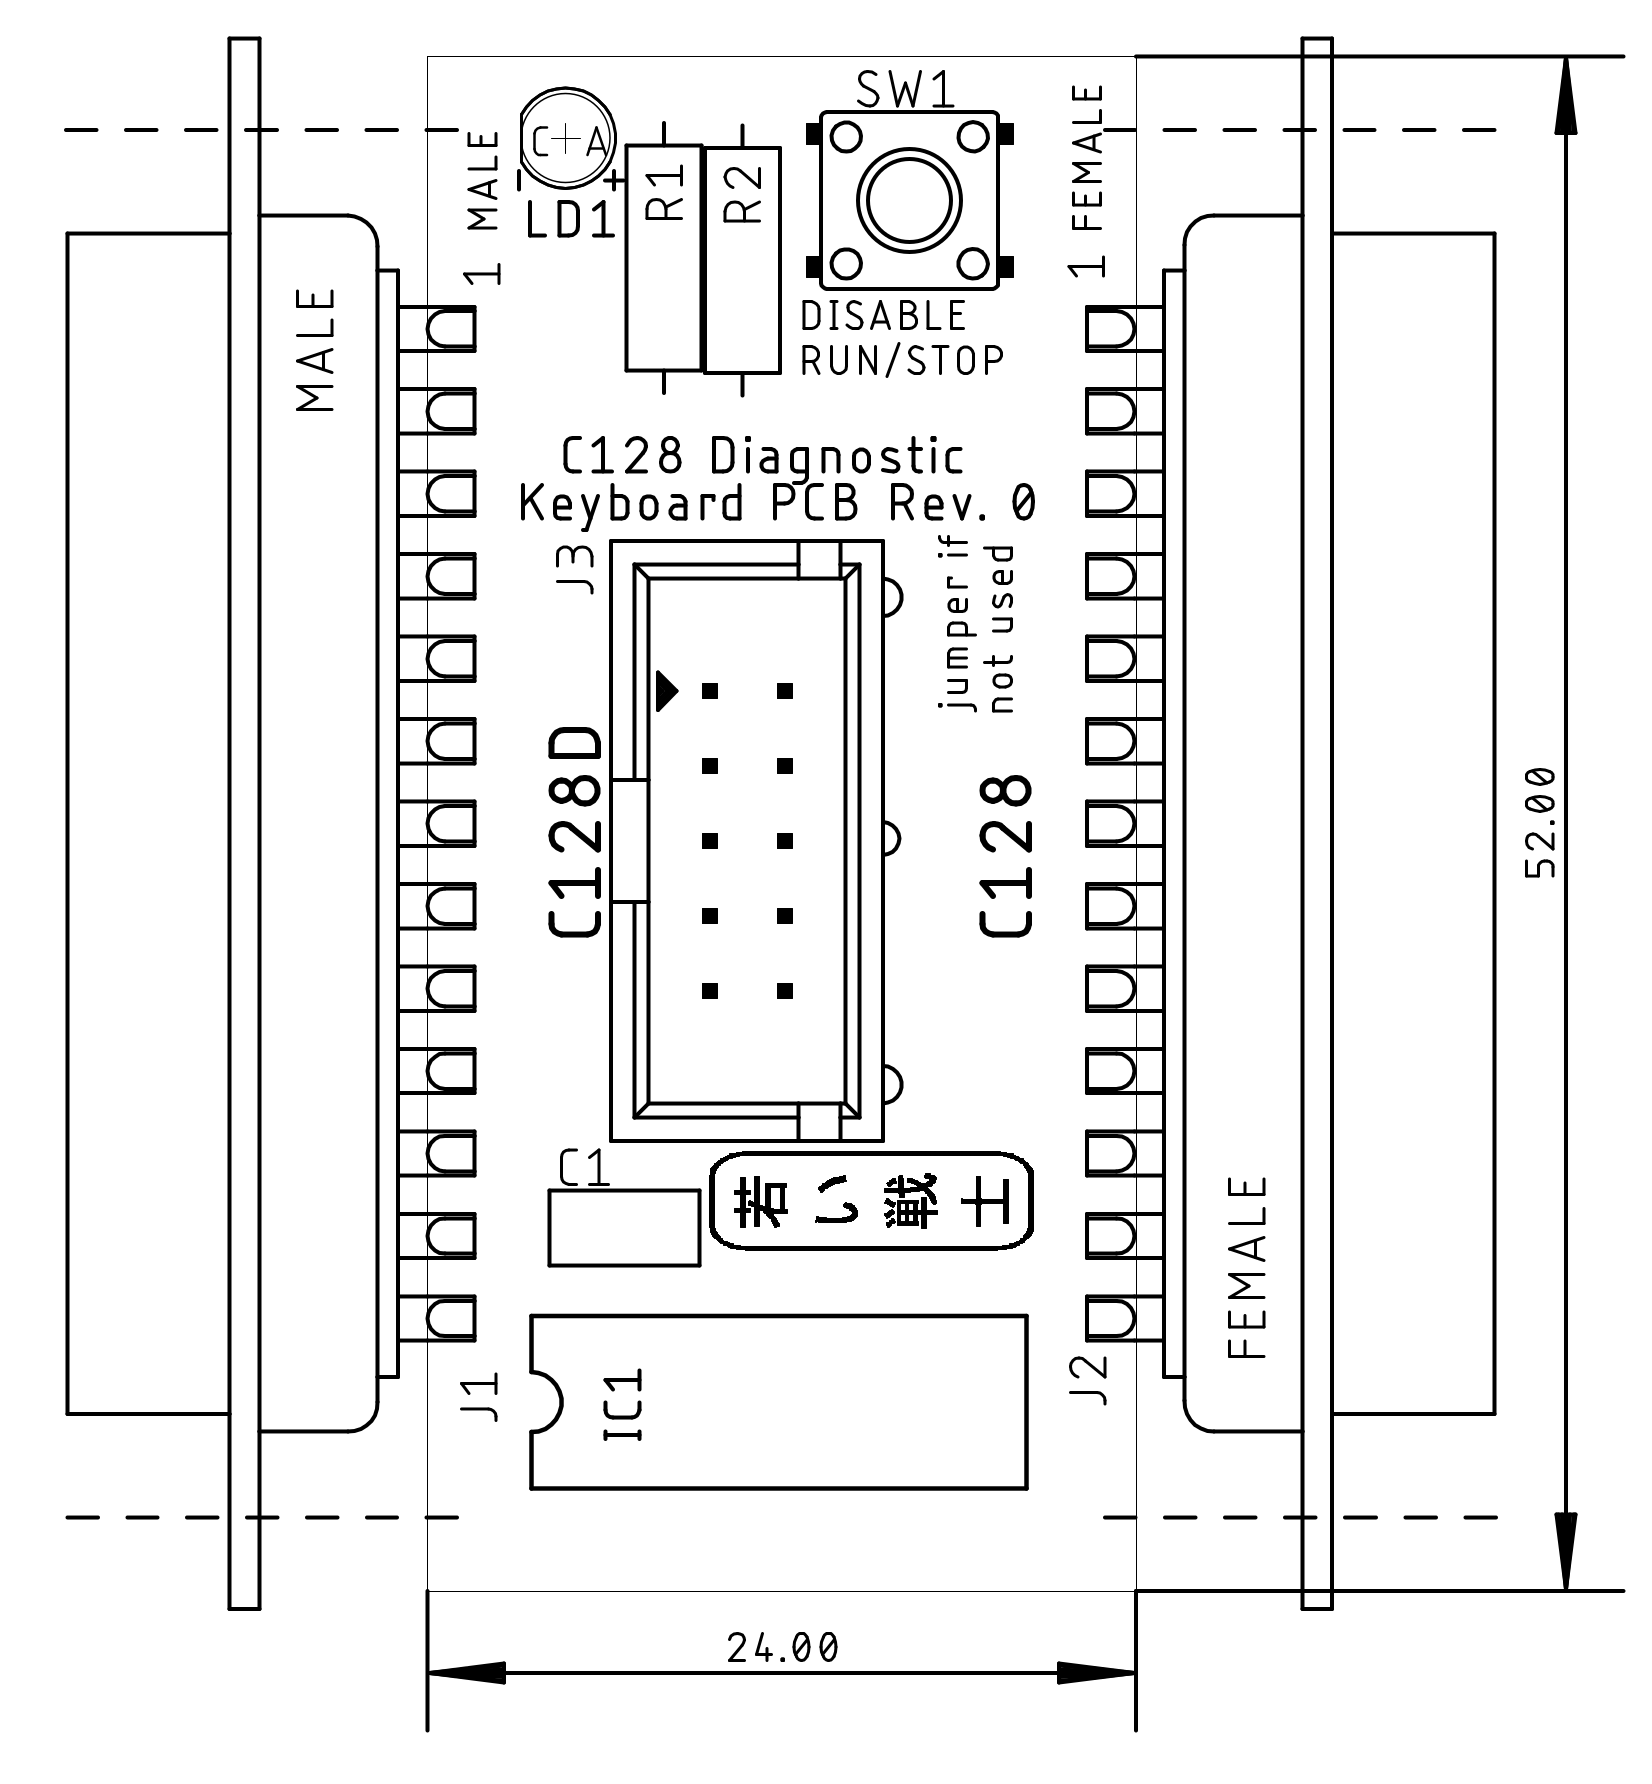 SW1
C+A
- +
LD1
R1
R2
1 MALE
1 FEMALE
MALE
DISABLE
RUN/STOP
C128 Diagnostic
Keyboard PCB Rev. 0
J3
jumper if
not used
C128D
C128
52.00
C1
若い戦士
FEMALE
J1
IC1
J2
24.00